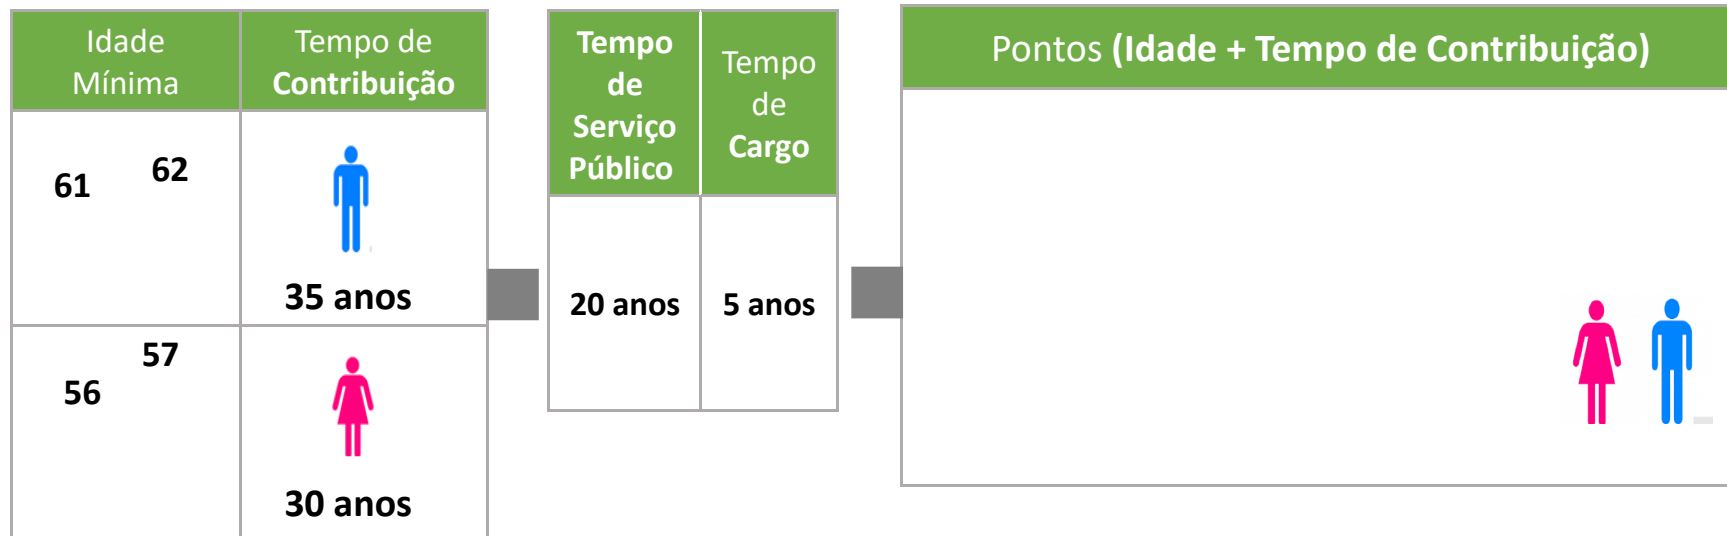 Idade
Mínima
Tempo de
Contribuição
61
62
35 anos
56
57
30 anos
Tempo
de
Serviço
Público
Tempo
de
Cargo
20 anos
5 anos
Pontos (Idade + Tempo de Contribuição)